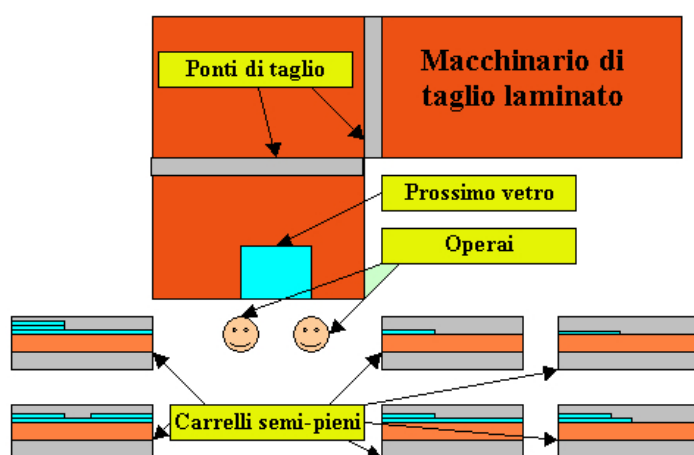 Ponti di taglio
Macchinario di
taglio laminato
Prossimo vetro
Operai
Carrelli semi-pieni